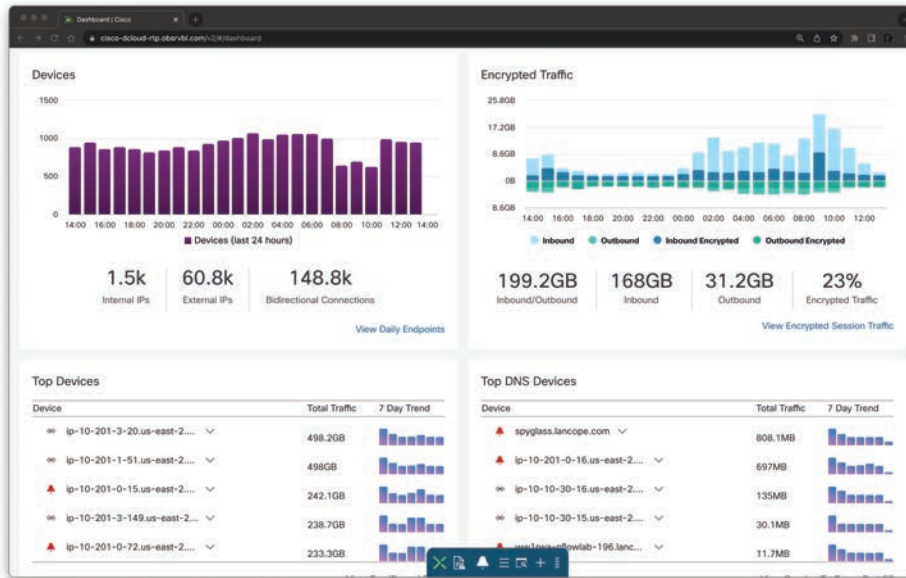 Dashboard | Cisco
cisco-dcloud-rtp.obsrvbl.com/v2/#/dashboard
Devices
1500
1000
500
0
14:00 16:00 18:00 20:00 22:00 00:00 02:00 04:00 06:00 08:00 10:00 12:00 14:00
Devices (last 24 hours)
1.5k 60.8k 148.8k
Internal IPs External IPs Bidirectional Connections
View Daily Endpoints
Encrypted Traffic
25.8GB
17.2GB
8.6GB
0B
8.6GB
14:00 16:00 18:00 20:00 22:00 00:00 02:00 04:00 06:00 08:00 10:00 12:00
Inbound Outbound Inbound Encrypted Outbound Encrypted
199.2GB 168GB 31.2GB 23%
Inbound/Outbound Inbound Outbound Encrypted Traffic
View Encrypted Session Traffic
Top Devices
Device Total Traffic 7 Day Trend
ip-10-201-3-20.us-east-2.... 498.2GB
ip-10-201-1-51.us-east-2.... 498GB
ip-10-201-0-15.us-east-2.... 242.1GB
ip-10-201-3-149.us-east-2.... 238.7GB
ip-10-201-0-72.us-east-2.... 233.3GB
Top DNS Devices
Device Total Traffic 7 Day Trend
spyglass.lancope.com 808.1MB
ip-10-201-0-16.us-east-2.... 697MB
ip-10-10-30-16.us-east-2.... 135MB
ip-10-10-30-15.us-east-2.... 30.1MB
11.7MB